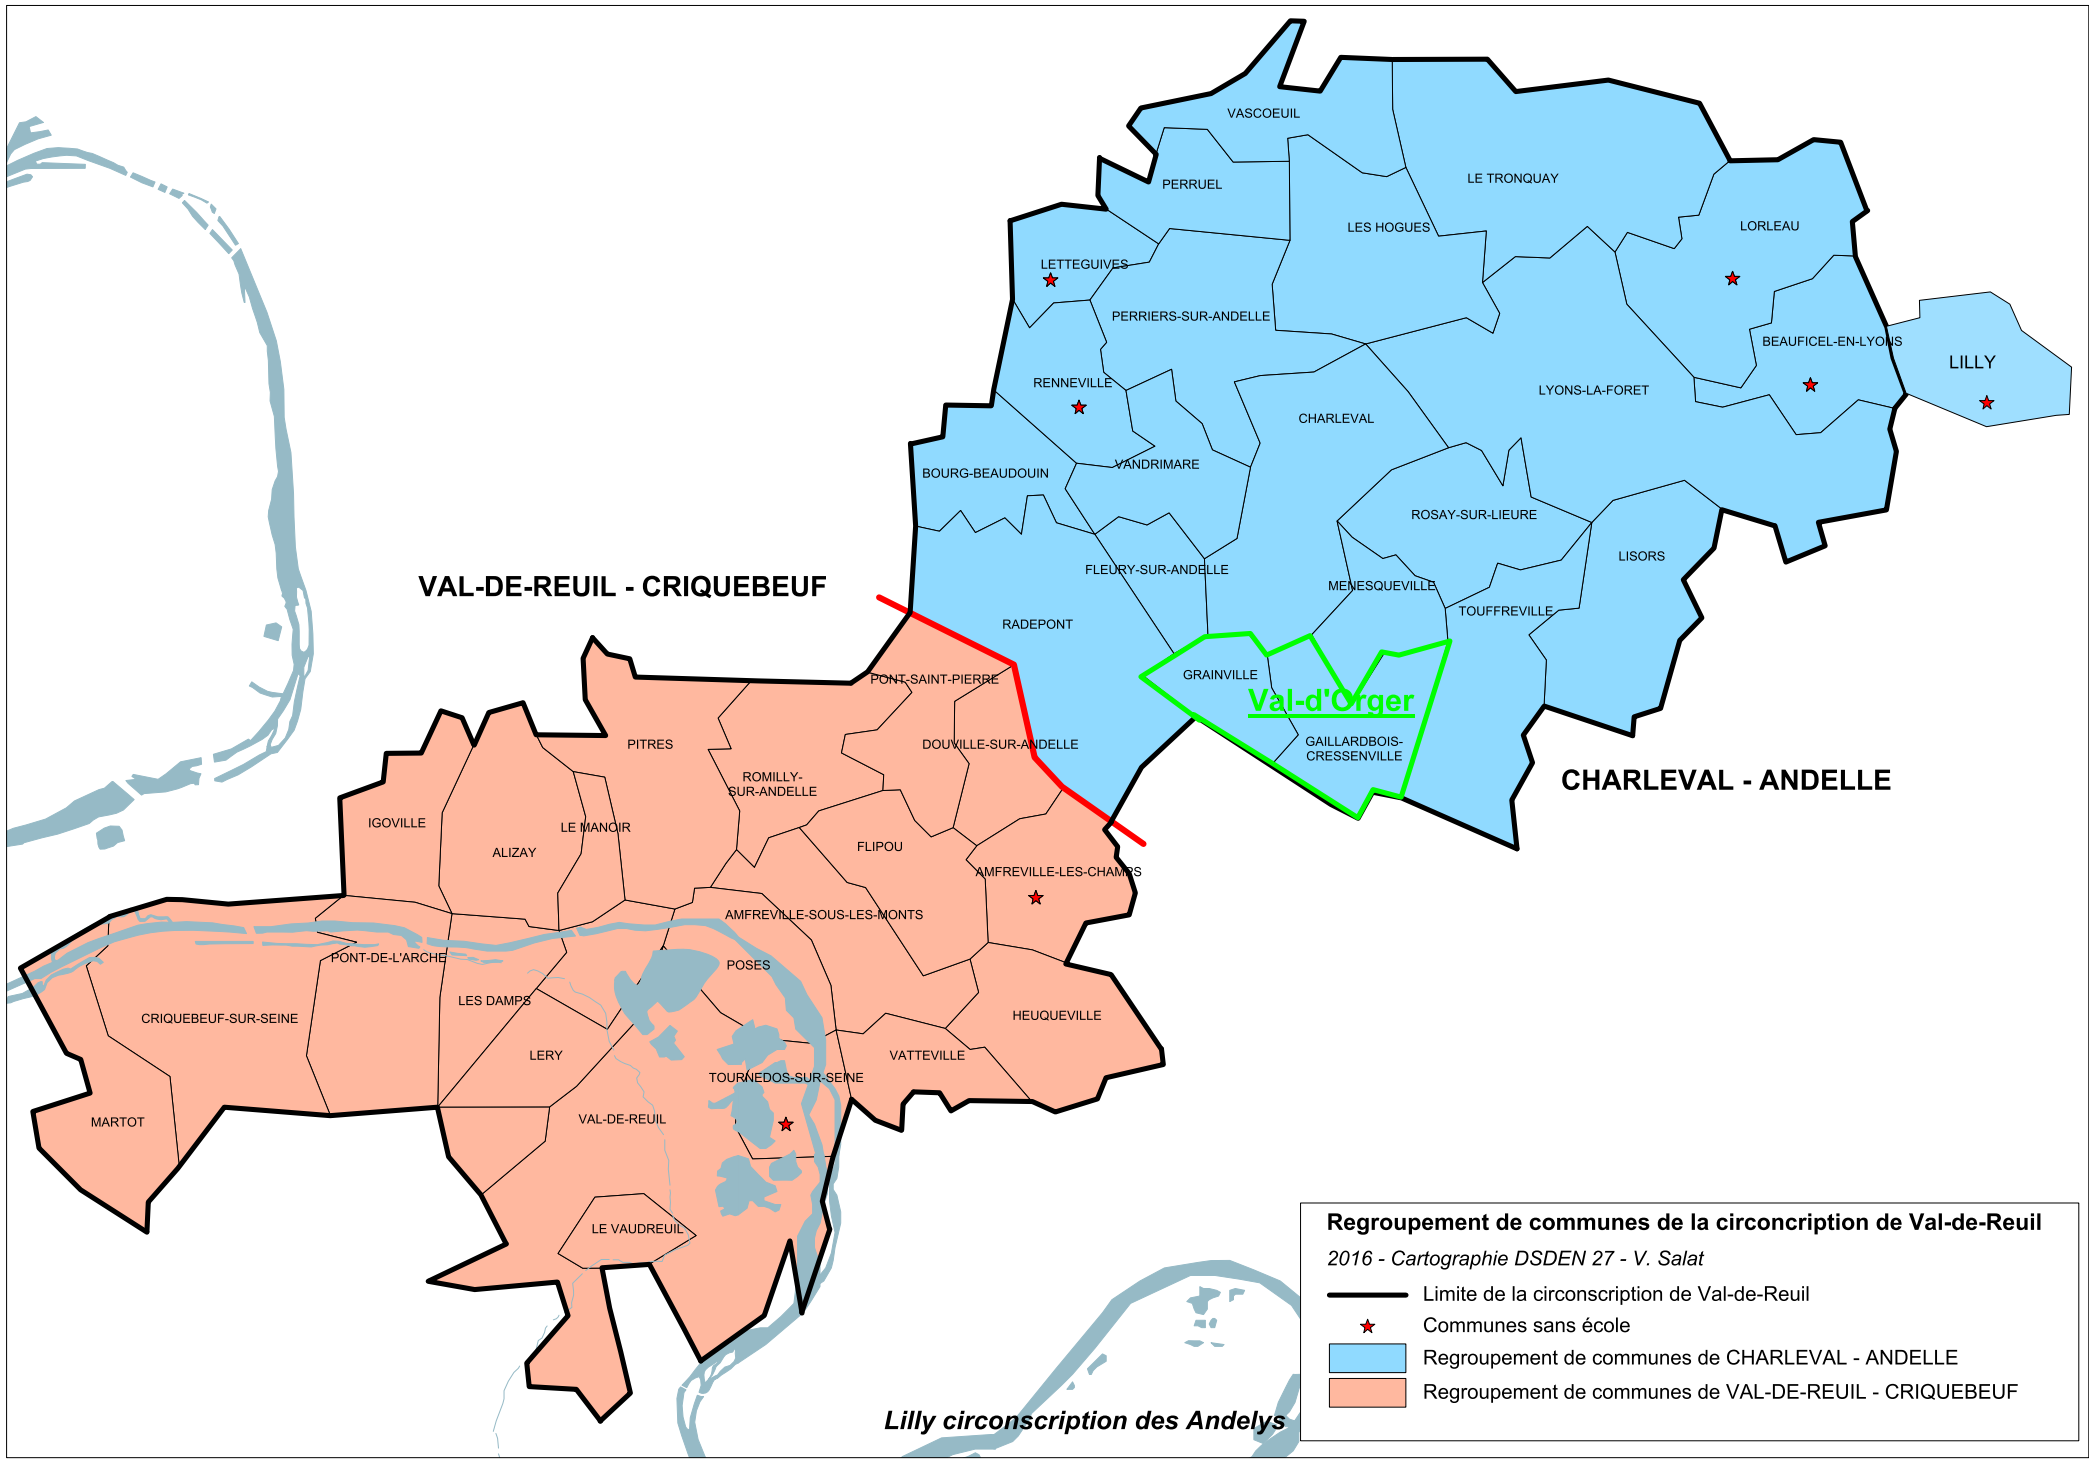 VASCOEUIL
LE TRONQUAY
PERRUEL
LES HOGUES
LORLEAU
LETTEGUIVES
PERRIERS-SUR-ANDELLE
BEAUFICEL-EN-LYONS
LILLY
RENNEVILLE
LYONS-LA-FORET
CHARLEVAL
BOURG-BEAUDOUIN
VANDRIMARE
ROSAY-SUR-LIEURE
LISORS
FLEURY-SUR-ANDELLE
VAL-DE-REUIL - CRIQUEBEUF
MENESQUEVILLE
TOUFFREVILLE
RADEPONT
GRAINVILLE
PONT-SAINT-PIERRE
Val-d'Orger
PITRES
DOUVILLE-SUR-ANDELLE
GAILLARDBOIS-
CRESSENVILLE
CHARLEVAL - ANDELLE
ROMILLY-
SUR-ANDELLE
IGOVILLE
LE MANOIR
ALIZAY
FLIPOU
AMFREVILLE-LES-CHAMPS
AMFREVILLE-SOUS-LES-MONTS
PONT-DE-L'ARCHE
POSES
LES DAMPS
CRIQUEBEUF-SUR-SEINE
HEUQUEVILLE
LERY
VATTEVILLE
TOURNEDOS-SUR-SEINE
MARTOT
VAL-DE-REUIL
LE VAUDREUIL
Regroupement de communes de la circoncription de Val-de-Reuil
2016 - Cartographie DSDEN 27 - V. Salat
Limite de la circonscription de Val-de-Reuil
Communes sans école
Regroupement de communes de CHARLEVAL - ANDELLE
Regroupement de communes de VAL-DE-REUIL - CRIQUEBEUF
Lilly circonscription des Andelys